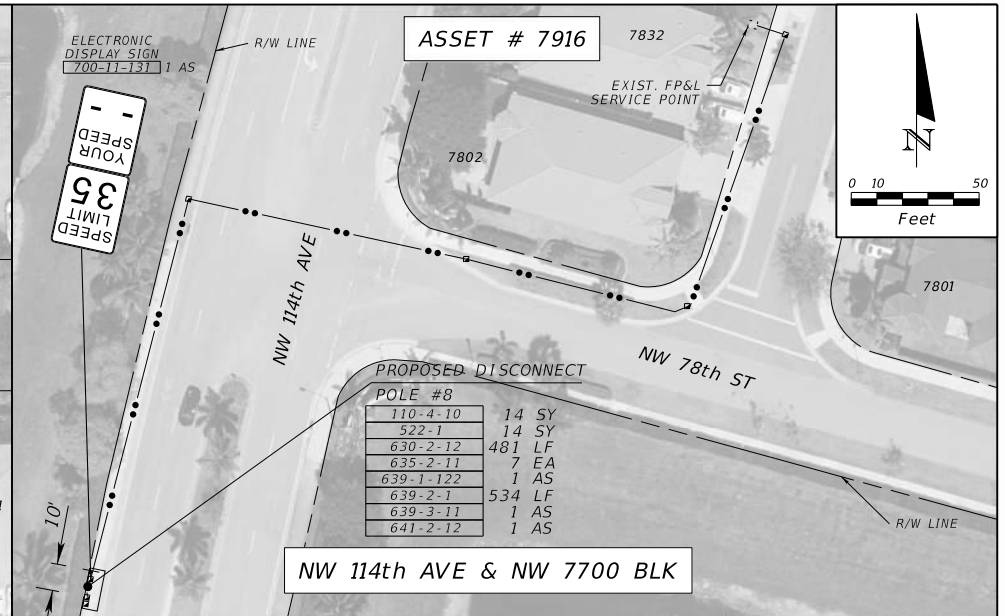 ELECTRONIC
DISPLAY SIGN
700-11-131 1 AS
R/W LINE
ASSET # 7916
7832
EXIST. FP&L
SERVICE POINT
7802
N
0 10 50
Feet
YOUR
SPEED
SPEED
LIMIT
35
NW 114th AVE
NW 78th ST
7801
PROPOSED DISCONNECT
POLE #8
110-4-10 14 SY
522-1 14 SY
630-2-12 481 LF
635-2-11 7 EA
639-1-122 1 AS
639-2-1 534 LF
639-3-11 1 AS
641-2-12 1 AS
R/W LINE
10'
NW 114th AVE & NW 7700 BLK